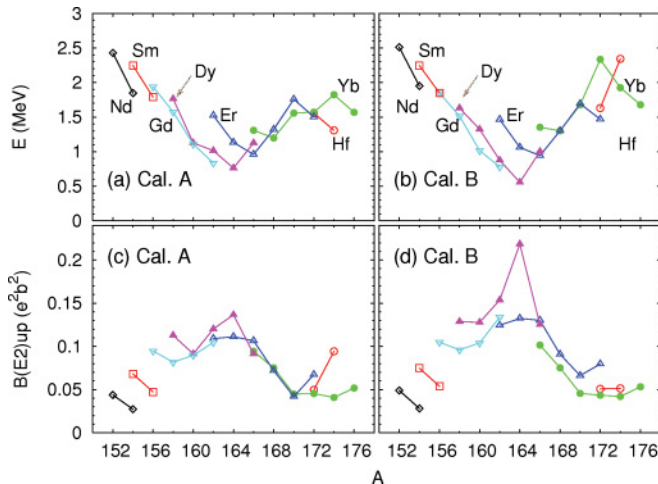 3
2.5
2
1.5
1
0.5
0
E (MeV)
Sm
Dy
Nd
Gd
Er
Yb
Hf
(a) Cal. A
Sm
Dy
Nd
Gd
Er
Yb
Hf
(b) Cal. B
0.2
0.15
0.1
0.05
0
B(E2)up (e²b²)
(c) Cal. A
(d) Cal. B
152 156 160 164 168 172 176
152 156 160 164 168 172 176
A